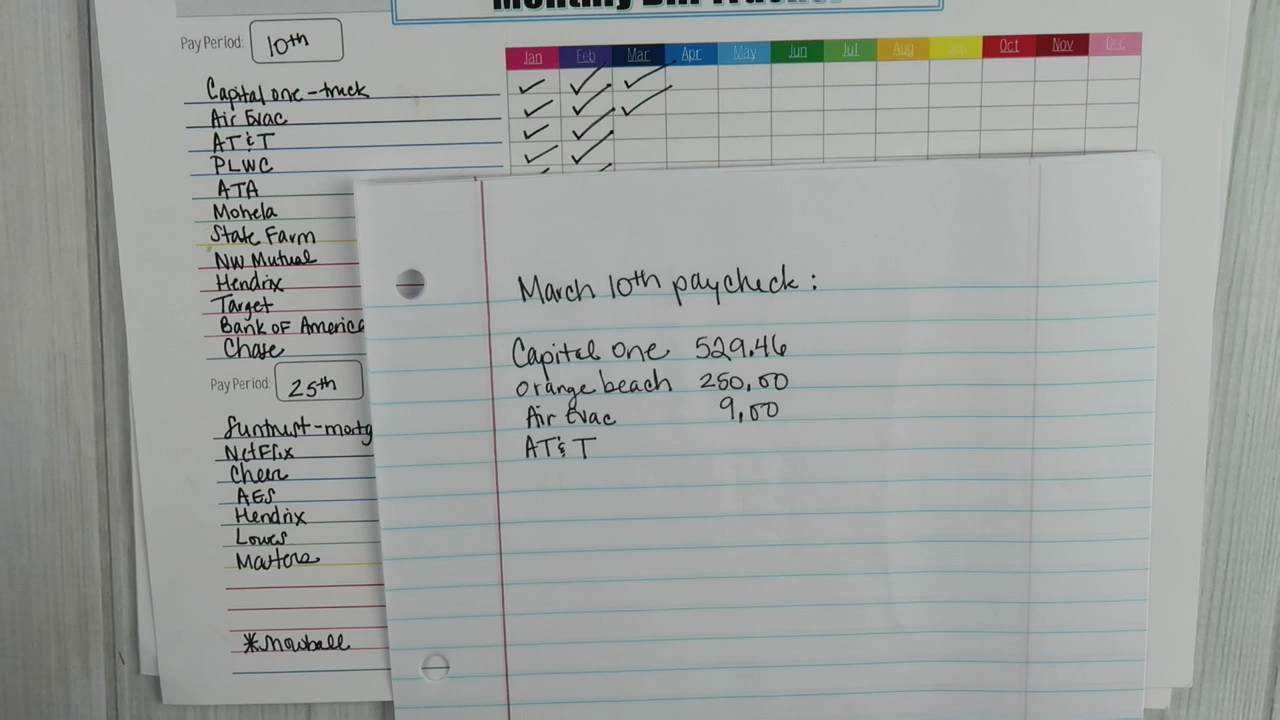 Monthly Bill Tracker
Pay Period: 10th
Jan Feb Mar Apr May Jun Jul Aug Sep Oct Nov Dec
Capital one - truck
Air Evac
AT&T
PLWC
ATA
Mohela
State Farm
NW Mutual
Hendrix
Target
Bank of America
Chase
Pay Period: 25th
Suntrust - mortg
NetFlix
Cheer
AES
Hendrix
Lowes
*snowball
March 10th paycheck:
Capital One 529.46
orange beach 250.00
Air Evac 9.00
AT&T